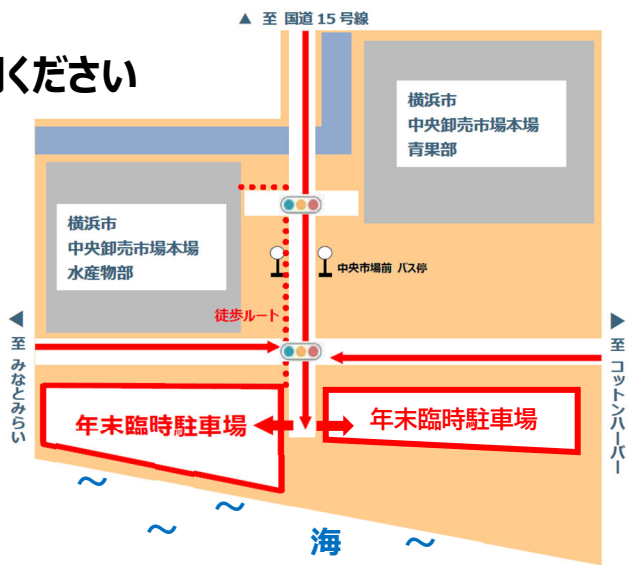 ▲ 至 国道15号線
ください
横浜市
中央卸売市場本場
青果部
横浜市
中央卸売市場本場
水産物部
中央市場前 バス停
徒歩ルート
◀ 至 みなとみらい
▶ 至 コットンハーバー
年末臨時駐車場
年末臨時駐車場
～ ～ ～ ～
海